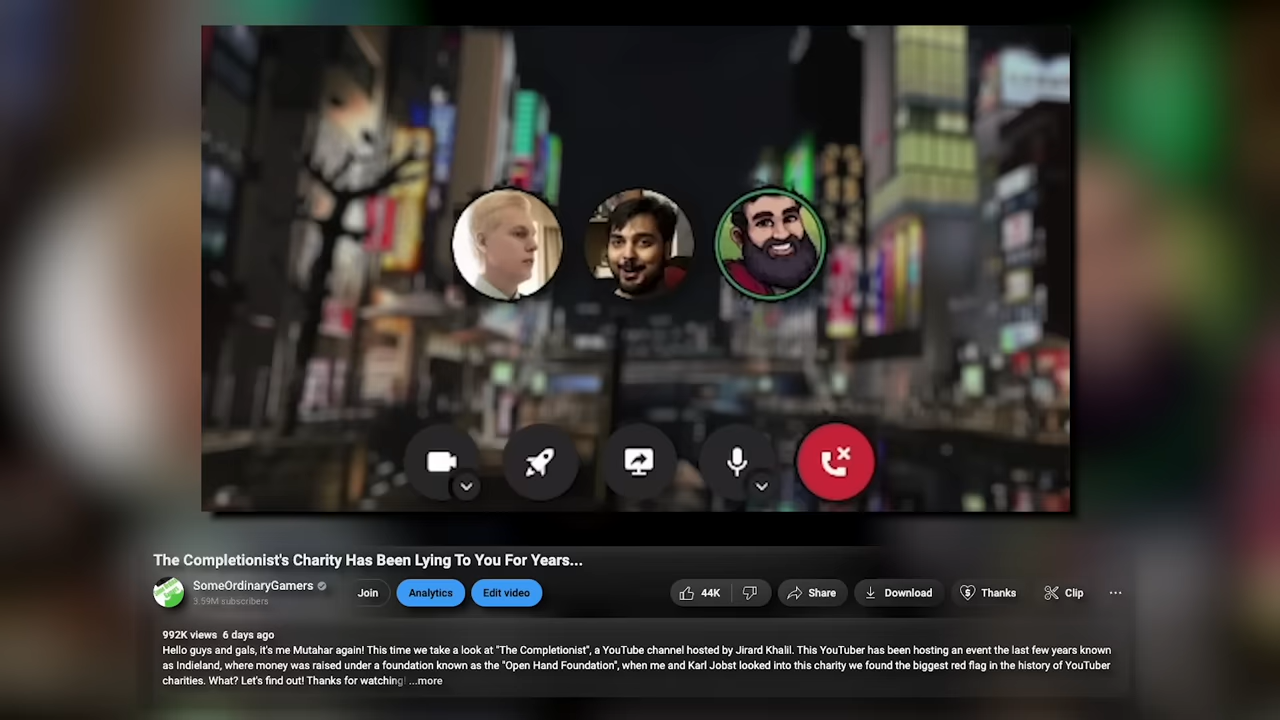 The Completionist's Charity Has Been Lying To You For Years...
SomeOrdinaryGamers
3.59M subscribers
Join
Analytics
Edit video
44K
Share
Download
Thanks
Clip
992K views 6 days ago
Hello guys and gals, it's me Mutahar again! This time we take a look at "The Completionist", a YouTube channel hosted by Jirard Khalil. This YouTuber has been hosting an event the last few years known
as Indieland, where money was raised under a foundation known as the "Open Hand Foundation", when me and Karl Jobst looked into this charity we found the biggest red flag in the history of YouTuber
charities. What? Let's find out! Thanks for watching! ...more